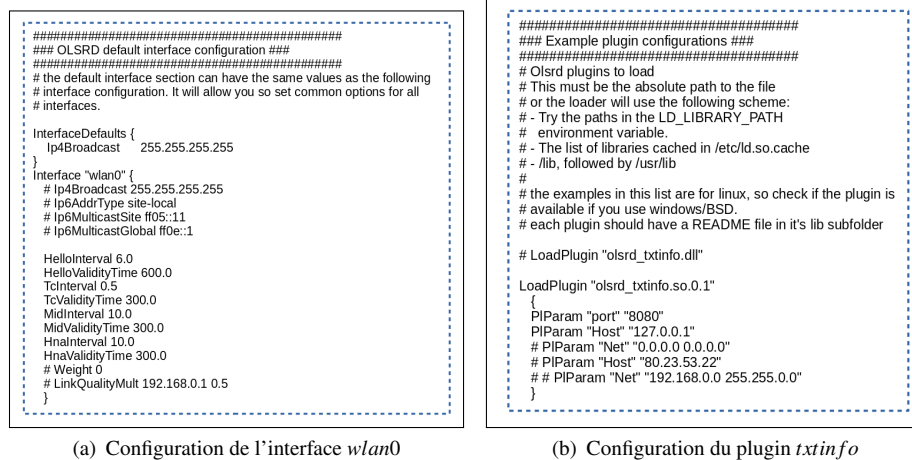 #############################################
### OLSRD default interface configuration ###
#############################################
# the default interface section can have the same values as the following
# interface configuration. It will allow you so set common options for all
# interfaces.
InterfaceDefaults {
Ip4Broadcast 255.255.255.255
}
Interface "wlan0" {
# Ip4Broadcast 255.255.255.255
# Ip6AddrType site-local
# Ip6MulticastSite ff05::11
# Ip6MulticastGlobal ff0e::1
HelloInterval 6.0
HelloValidityTime 600.0
TcInterval 0.5
TcValidityTime 300.0
MidInterval 10.0
MidValidityTime 300.0
HnaInterval 10.0
HnaValidityTime 300.0
# Weight 0
# LinkQualityMult 192.168.0.1 0.5
}
(a) Configuration de l'interface wlan0
#####################################
### Example plugin configurations ###
#####################################
# Olsrd plugins to load
# This must be the absolute path to the file
# or the loader will use the following scheme:
# - Try the paths in the LD_LIBRARY_PATH
# environment variable.
# - The list of libraries cached in /etc/ld.so.cache
# - /lib, followed by /usr/lib
#
# the examples in this list are for linux, so check if the plugin is
# available if you use windows/BSD.
# each plugin should have a README file in it's lib subfolder
# LoadPlugin "olsrd_txtinfo.dll"
LoadPlugin "olsrd_txtinfo.so.0.1"
{
PlParam "port" "8080"
PlParam "Host" "127.0.0.1"
# PlParam "Net" "0.0.0.0 0.0.0.0"
# PlParam "Host" "80.23.53.22"
# # PlParam "Net" "192.168.0.0 255.255.0.0"
}
(b) Configuration du plugin txtinfo